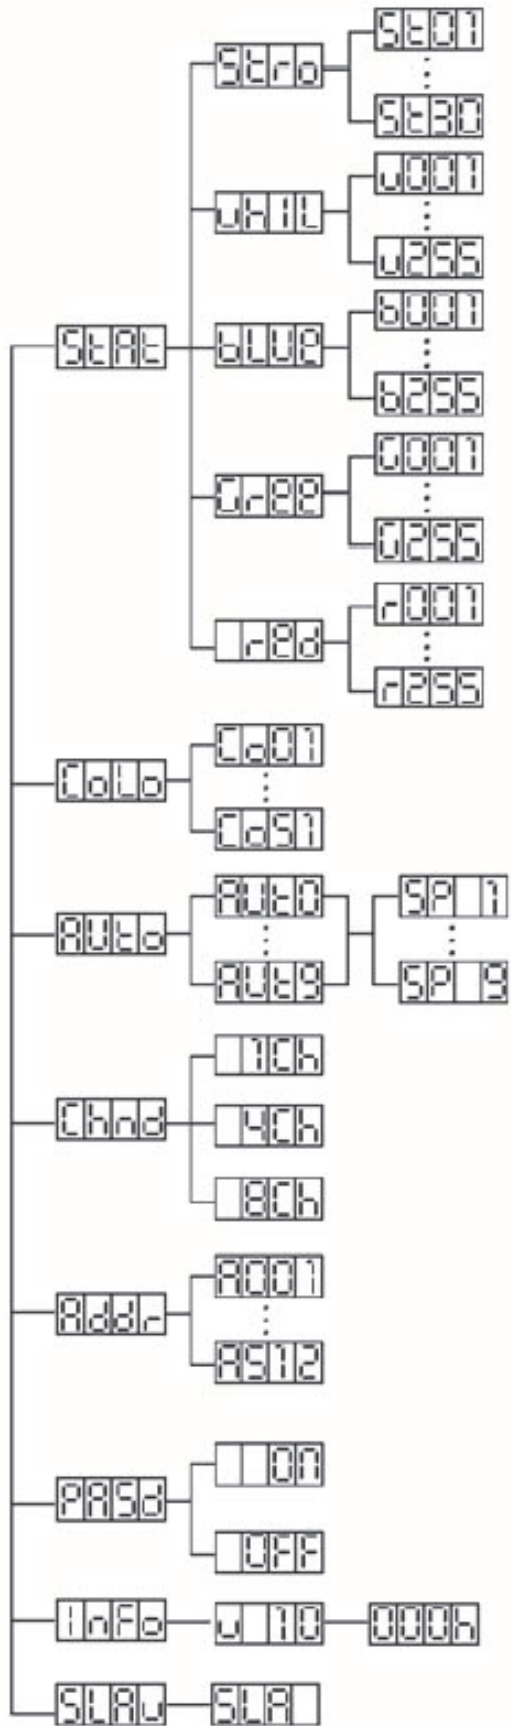 StAt
Stro
St01
St30
uHIL
u001
u255
bLUe
b001
b255
Gree
G001
G255
red
r001
r255
CoLo
Co01
Co51
AUto
AUt0
AUt9
SP 1
SP 9
Chnd
1Ch
4Ch
8Ch
Addr
A001
A512
PASd
On
OFF
InFo
u 10
000h
SLAu
SLA